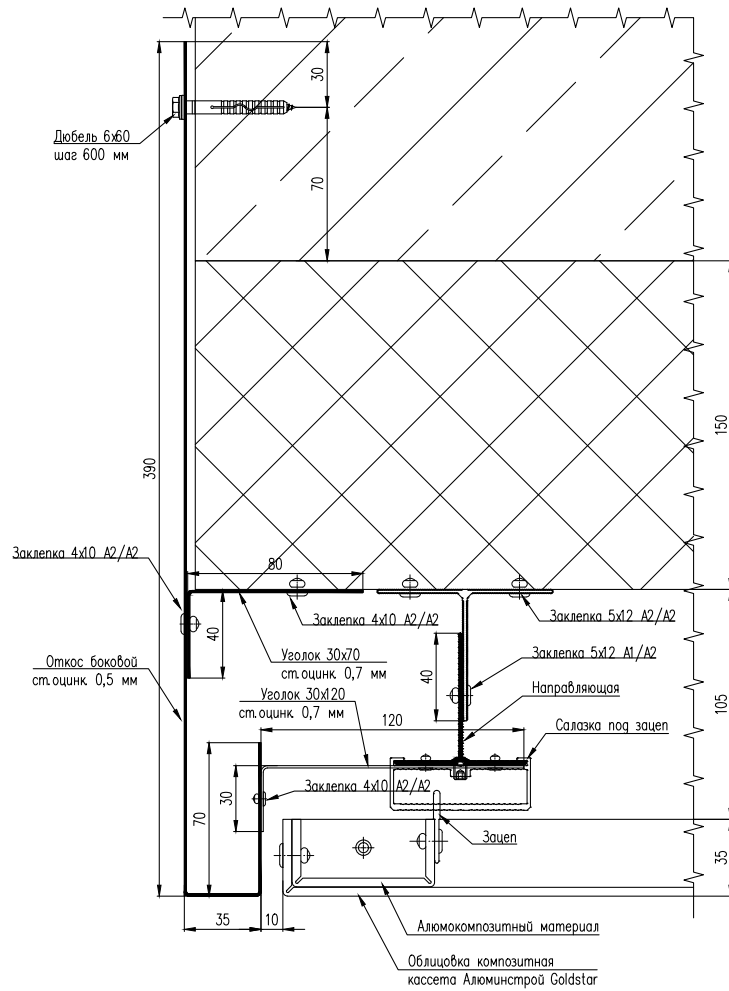 30
Дюбель 6х60
шаг 600 мм
70
150
390
Заклепка 4х10 А2/А2
80
Заклепка 4х10 А2/А2
Заклепка 5х12 А2/А2
40
Откос боковой
ст.оцинк. 0,5 мм
Уголок 30х70
ст.оцинк. 0,7 мм
40
Заклепка 5х12 А1/А2
Уголок 30х120
ст.оцинк. 0,7 мм
Направляющая
105
120
Салазка под зацеп
30
Заклепка 4х10 А2/А2
70
Зацеп
35
35
10
Алюмокомпозитный материал
Облицовка композитная
кассета Алюминстрой Goldstar